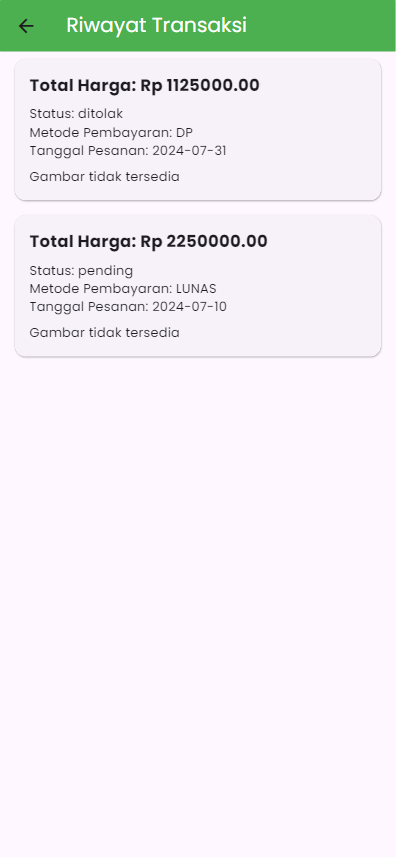 Riwayat Transaksi
Total Harga: Rp 1125000.00
Status: ditolak
Metode Pembayaran: DP
Tanggal Pesanan: 2024-07-31
Gambar tidak tersedia
Total Harga: Rp 2250000.00
Status: pending
Metode Pembayaran: LUNAS
Tanggal Pesanan: 2024-07-10
Gambar tidak tersedia